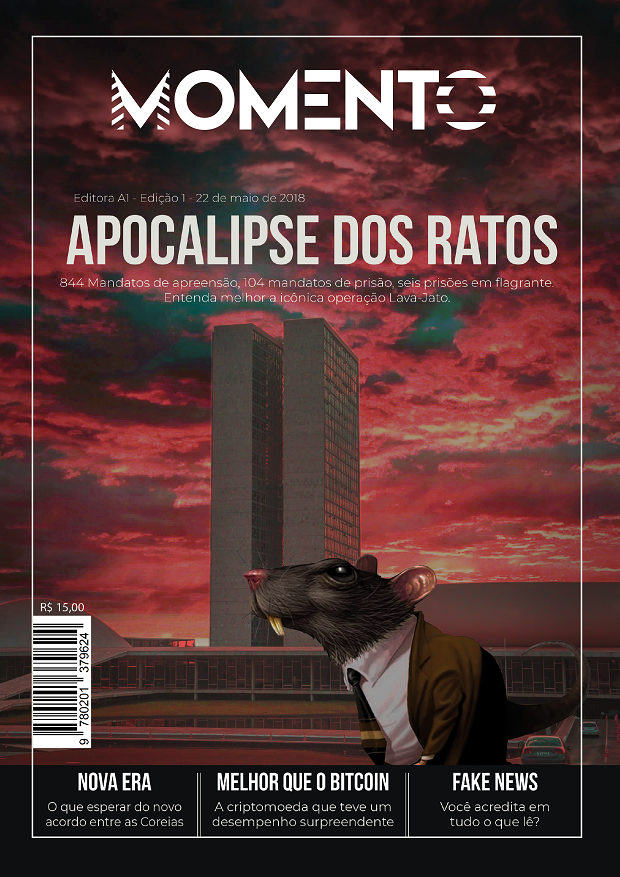 MOMENTO
Editora A1 - Edição 1 - 22 de maio de 2018
APOCALIPSE DOS RATOS
844 Mandatos de apreensão, 104 mandatos de prisão, seis prisões em flagrante.
Entenda melhor a icônica operação Lava-Jato.
R$ 15,00
9 780201 379624
NOVA ERA
O que esperar do novo
acordo entre as Coreias
MELHOR QUE O BITCOIN
A criptomoeda que teve um
desempenho surpreendente
FAKE NEWS
Você acredita em
tudo o que lê?